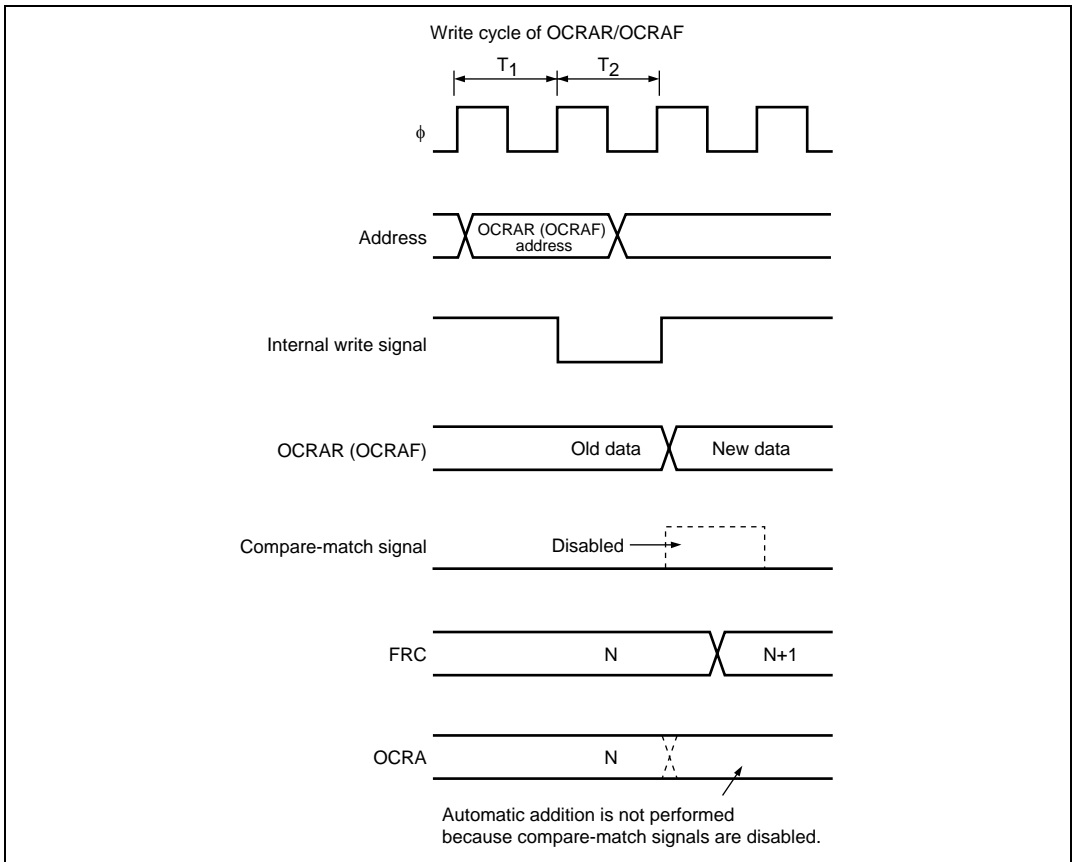 Write cycle of OCRAR/OCRAF
T1 T2
ϕ
Address
OCRAR (OCRAF)
address
Internal write signal
OCRAR (OCRAF) Old data New data
Compare-match signal Disabled
FRC N N+1
OCRA N
Automatic addition is not performed
because compare-match signals are disabled.